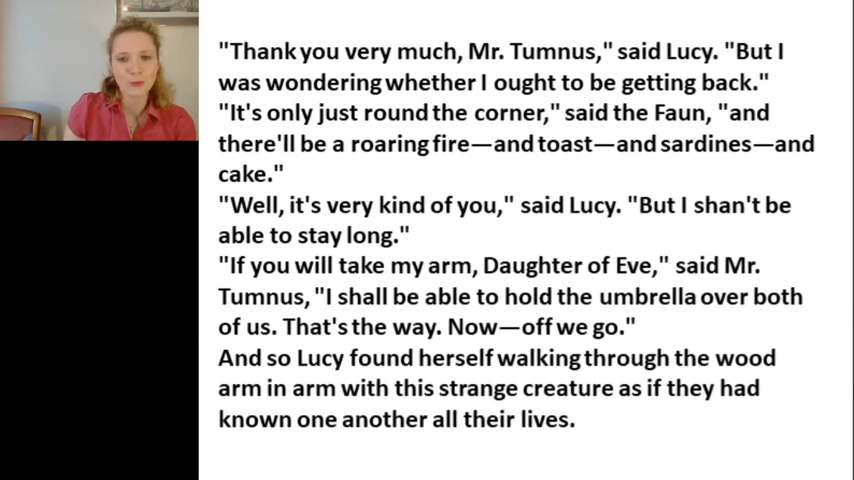 "Thank you very much, Mr. Tumnus," said Lucy. "But I
was wondering whether I ought to be getting back."
"It's only just round the corner," said the Faun, "and
there'll be a roaring fire—and toast—and sardines—and
cake."
"Well, it's very kind of you," said Lucy. "But I shan't be
able to stay long."
"If you will take my arm, Daughter of Eve," said Mr.
Tumnus, "I shall be able to hold the umbrella over both
of us. That's the way. Now—off we go."
And so Lucy found herself walking through the wood
arm in arm with this strange creature as if they had
known one another all their lives.